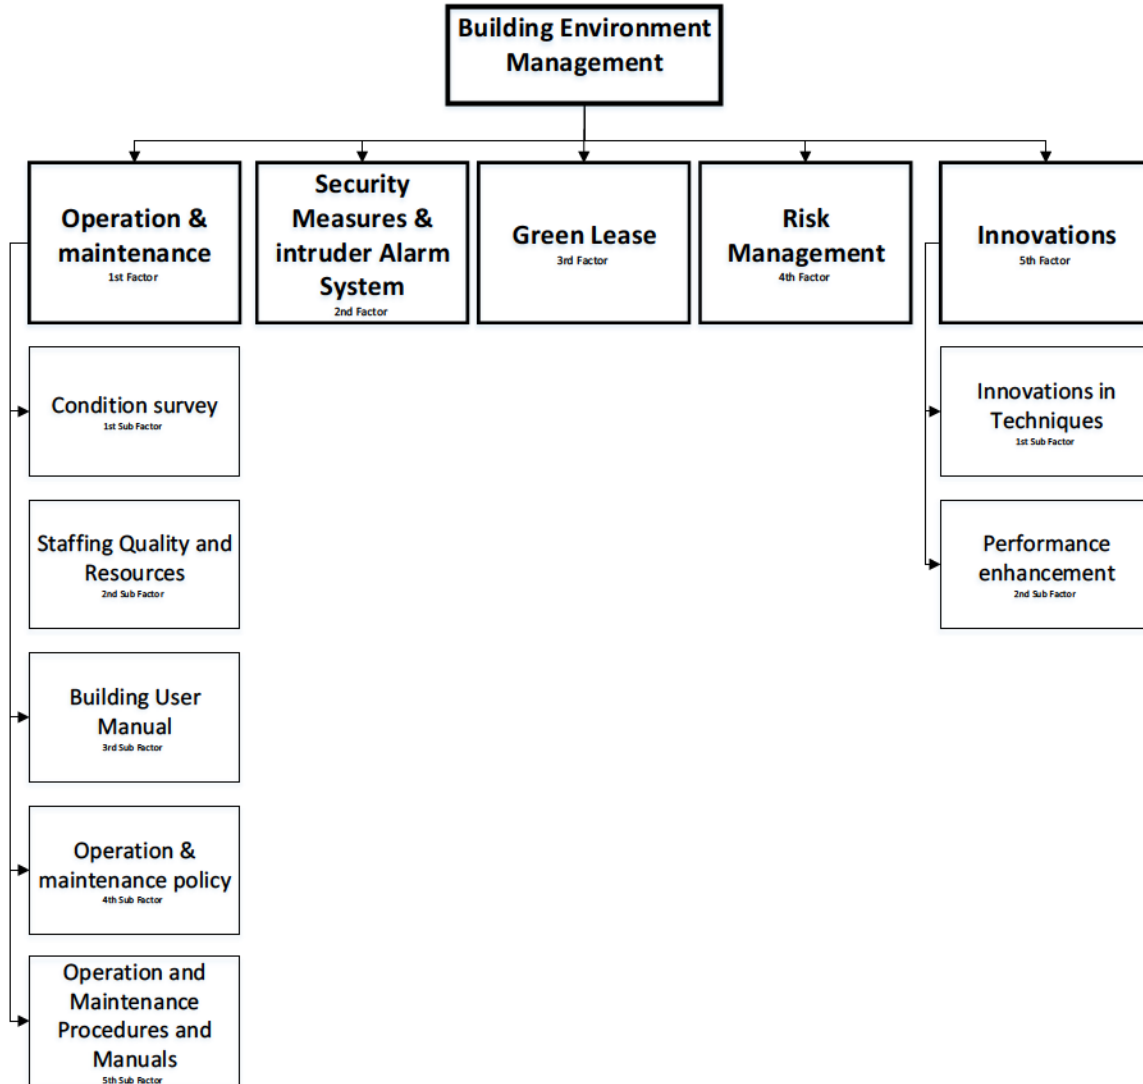 Building Environment
Management
Operation &
maintenance
1st Factor
Security
Measures &
intruder Alarm
System
2nd Factor
Green Lease
3rd Factor
Risk
Management
4th Factor
Innovations
5th Factor
Condition survey
1st Sub Factor
Innovations in
Techniques
1st Sub Factor
Staffing Quality and
Resources
2nd Sub Factor
Performance
enhancement
2nd Sub Factor
Building User
Manual
3rd Sub Factor
Operation &
maintenance policy
4th Sub Factor
Operation and
Maintenance
Procedures and
Manuals
5th Sub Factor